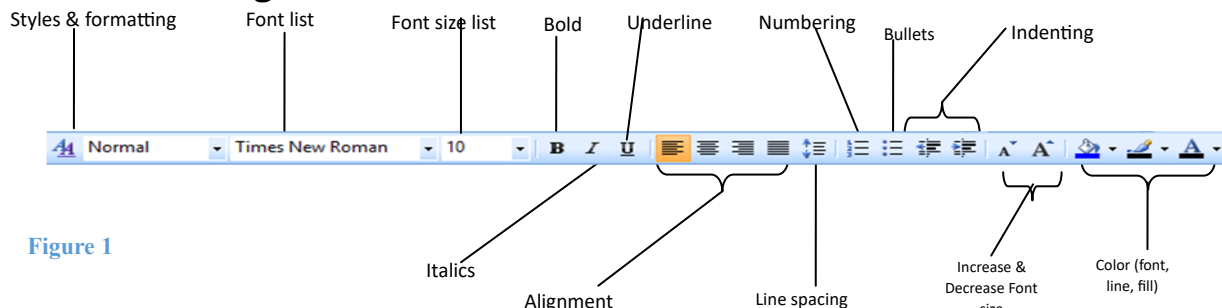 Styles & formatting Font list Font size list Bold Underline Numbering Bullets Indenting
Normal Times New Roman 10 B I U A A A
Figure 1
Italics
Alignment
Line spacing
Increase &
Decrease Font
Color (font,
line, fill)